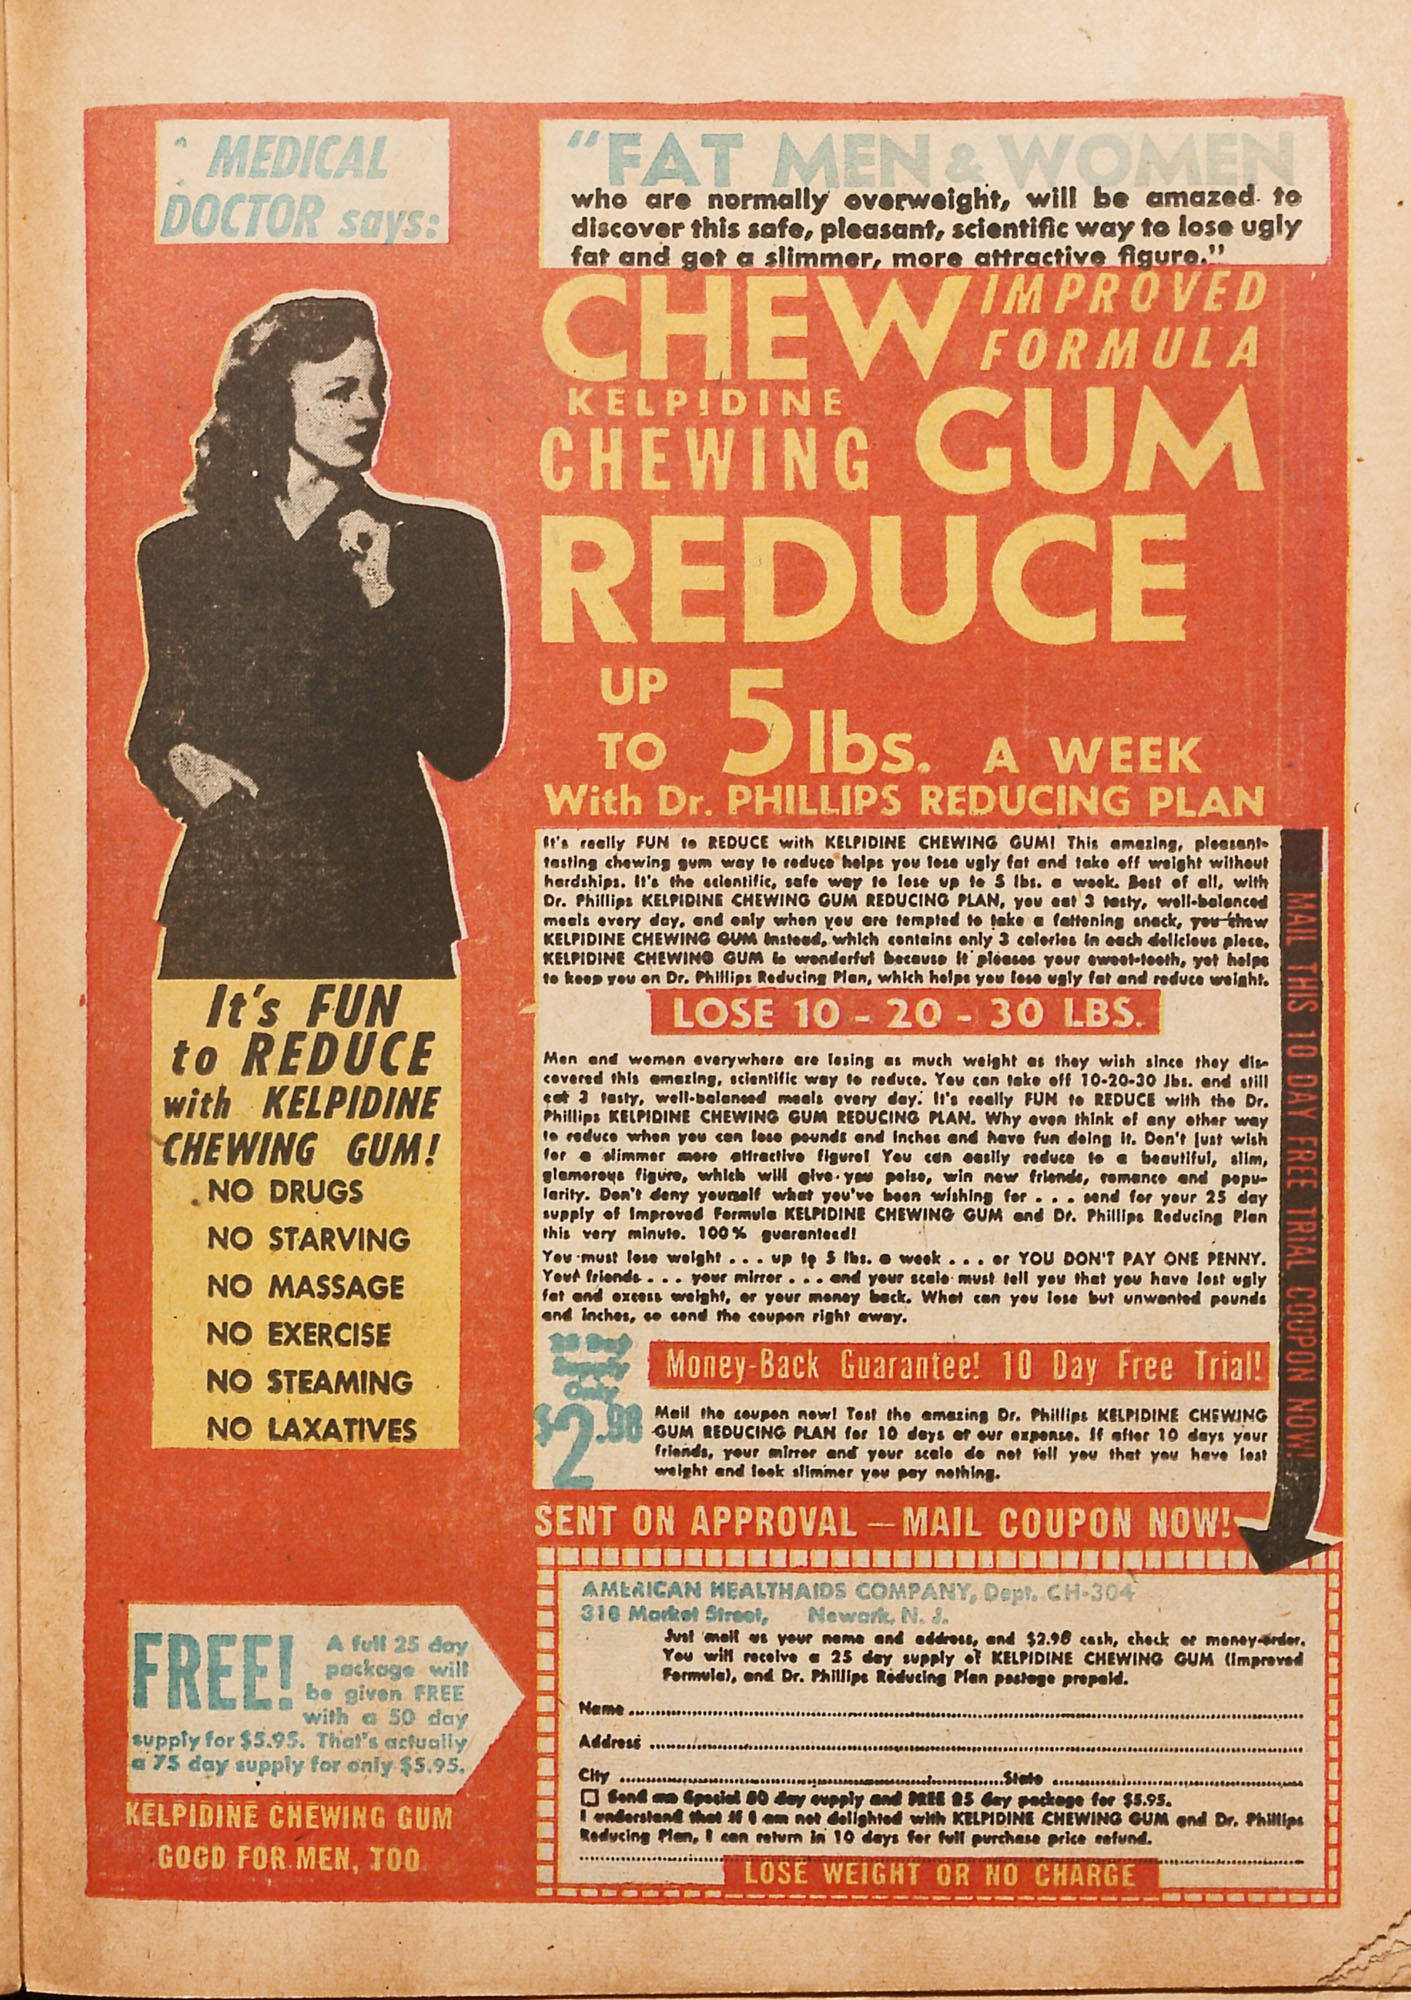 A MEDICAL
DOCTOR says:
"FAT MEN & WOMEN
who are normally overweight, will be amazed to
discover this safe, pleasant, scientific way to lose ugly
fat and get a slimmer, more attractive figure."
CHEW IMPROVED
FORMULA
KELPIDINE
CHEWING GUM
REDUCE
UP
TO 5 lbs. A WEEK
With Dr. PHILLIPS REDUCING PLAN
It's really FUN to REDUCE with KELPIDINE CHEWING GUM! This amazing, pleasant-
tasting chewing gum way to reduce helps you lose ugly fat and take off weight without
hardships. It's the scientific, safe way to lose up to 5 lbs. a week. Best of all, with
Dr. Phillips KELPIDINE CHEWING GUM REDUCING PLAN, you eat 3 tasty, well-balanced
meals every day, and only when you are tempted to take a fattening snack, you chew
KELPIDINE CHEWING GUM instead, which contains only 3 calories in each delicious piece.
KELPIDINE CHEWING GUM is wonderful because it pleases your sweet-tooth, yet helps
to keep you on Dr. Phillips Reducing Plan, which helps you lose ugly fat and reduce weight.
LOSE 10 - 20 - 30 LBS.
Men and women everywhere are losing as much weight as they wish since they dis-
covered this amazing, scientific way to reduce. You can take off 10-20-30 lbs. and still
eat 3 tasty, well-balanced meals every day. It's really FUN to REDUCE with the Dr.
Phillips KELPIDINE CHEWING GUM REDUCING PLAN. Why even think of any other way
to reduce when you can lose pounds and inches and have fun doing it. Don't just wish
for a slimmer more attractive figure! You can easily reduce to a beautiful, slim,
glamorous figure, which will give you poise, win new friends, romance and popu-
larity. Don't deny yourself what you've been wishing for . . . send for your 25 day
supply of Improved Formula KELPIDINE CHEWING GUM and Dr. Phillips Reducing Plan
this very minute. 100% guaranteed!
You must lose weight . . . up to 5 lbs. a week . . . or YOU DON'T PAY ONE PENNY.
Your friends . . . your mirror . . . and your scale must tell you that you have lost ugly
fat and excess weight, or your money back. What can you lose but unwanted pounds
and inches, so send the coupon right away.
25 Day
Supply
Only
$2.98
Money-Back Guarantee! 10 Day Free Trial!
Mail the coupon now! Test the amazing Dr. Phillips KELPIDINE CHEWING
GUM REDUCING PLAN for 10 days at our expense. If after 10 days your
friends, your mirror and your scale do not tell you that you have lost
weight and look slimmer you pay nothing.
MAIL THIS 10 DAY FREE TRIAL COUPON NOW!
It's FUN
to REDUCE
with KELPIDINE
CHEWING GUM!
NO DRUGS
NO STARVING
NO MASSAGE
NO EXERCISE
NO STEAMING
NO LAXATIVES
SENT ON APPROVAL — MAIL COUPON NOW!
FREE! A full 25 day
package will
be given FREE
with a 50 day
supply for $5.95. That's actually
a 75 day supply for only $5.95.
KELPIDINE CHEWING GUM
GOOD FOR MEN, TOO
AMERICAN HEALTHAIDS COMPANY, Dept. CH-304
318 Market Street, Newark, N. J.
Just mail us your name and address, and $2.98 cash, check or money-order.
You will receive a 25 day supply of KELPIDINE CHEWING GUM (Improved
Formula), and Dr. Phillips Reducing Plan postage prepaid.
Name
Address
City State
Send me Special 50 day supply and FREE 25 day package for $5.95.
I understand that if I am not delighted with KELPIDINE CHEWING GUM and Dr. Phillips
Reducing Plan, I can return in 10 days for full purchase price refund.
LOSE WEIGHT OR NO CHARGE